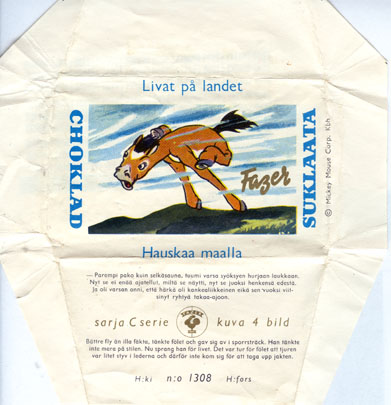 Livat på landet
CHOKLAD
Fazer
SUKLAATA
© Mickey Mouse Corp. Kbh
Hauskaa maalla
— Parempi pako kuin selkäsauna, tuumi varsa syöksyen hurjaan laukkaan.
Nyt se ei enää ajatellut, miltä se näytti, nyt se juoksi henkensä edestä.
Ja oli varsan onni, että härkä oli kankealiikkeinen eikä sen vuoksi viit-
sinyt ryhtyä takaa-ajoon.
sarja C serie
FAZER
kuva 4 bild
Bättre fly än illa fäkta, tänkte fölet och gav sig av i sporrsträck. Han tänkte
inte mera på stilen. Nu sprang han för livet. Det var tur för fölet att tjuren
var litet styv i lederna och därför inte kom sig för att taga upp jakten.
H:ki n:o 1308 H:fors